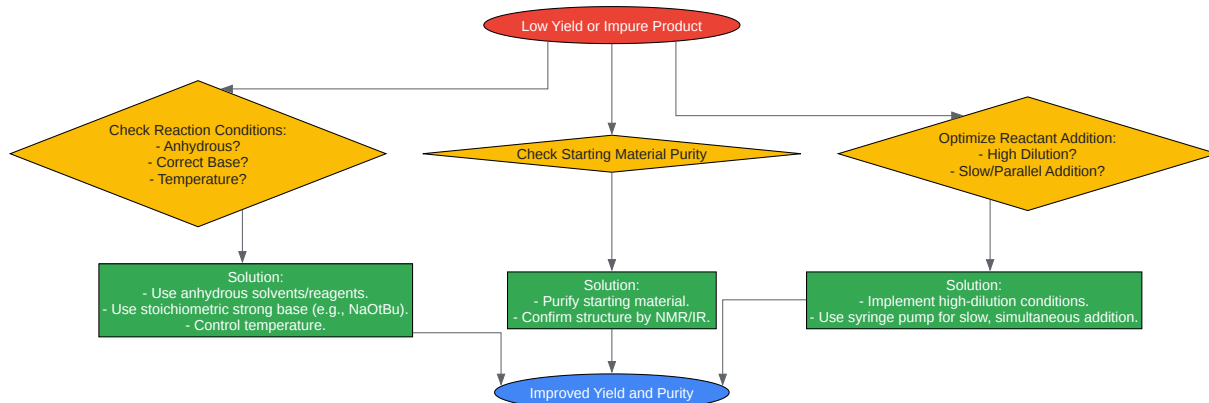 Low Yield or Impure Product
Check Reaction Conditions:
- Anhydrous?
- Correct Base?
- Temperature?
Check Starting Material Purity
Optimize Reactant Addition:
- High Dilution?
- Slow/Parallel Addition?
Solution:
- Use anhydrous solvents/reagents.
- Use stoichiometric strong base (e.g., NaOtBu).
- Control temperature.
Solution:
- Purify starting material.
- Confirm structure by NMR/IR.
Solution:
- Implement high-dilution conditions.
- Use syringe pump for slow, simultaneous addition.
Improved Yield and Purity